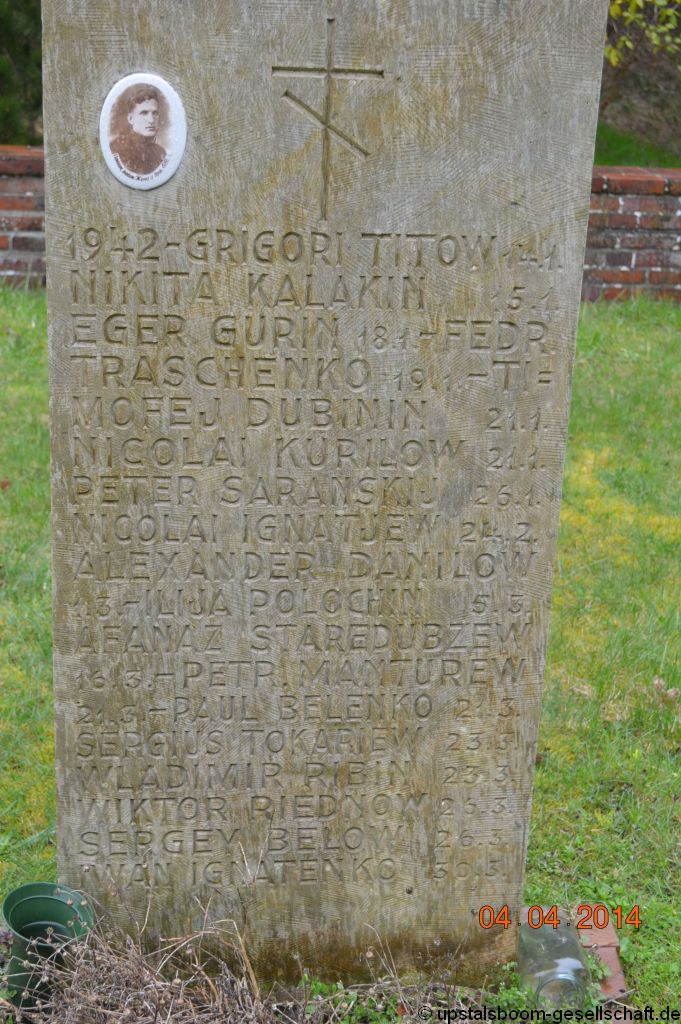 1942-GRIGORI TITOW 14.1.
NIKITA KALAKIN 15.1.
EGER GURIN 18.1.-FEDR
TRASCHENKO-19.1.-TI=
MOFEJ DUBININ 21.1.
NICOLAI KURILOW 21.1.
PETER SARANSKIJ 26.1.
NICOLAI IGNATJEW 24.2.
ALEXANDER DANILOW
1.3.-ILIJA POLOCHIN 15.3.
AFANAZ STAREDUBZEW
16.3.-PETR. MANTUREW
21.3.-PAUL BELENKO 21.3.
SERGIUS TOKARIEW 23.3.
WLADIMIR RIBIN 23.3.
WIKTOR RIEDNOW 26.3.
SERGEY BELOW 26.3.
IWAN IGNATENKO 30.3.
04.04.2014
© upstalsboom-gesellschaft.de